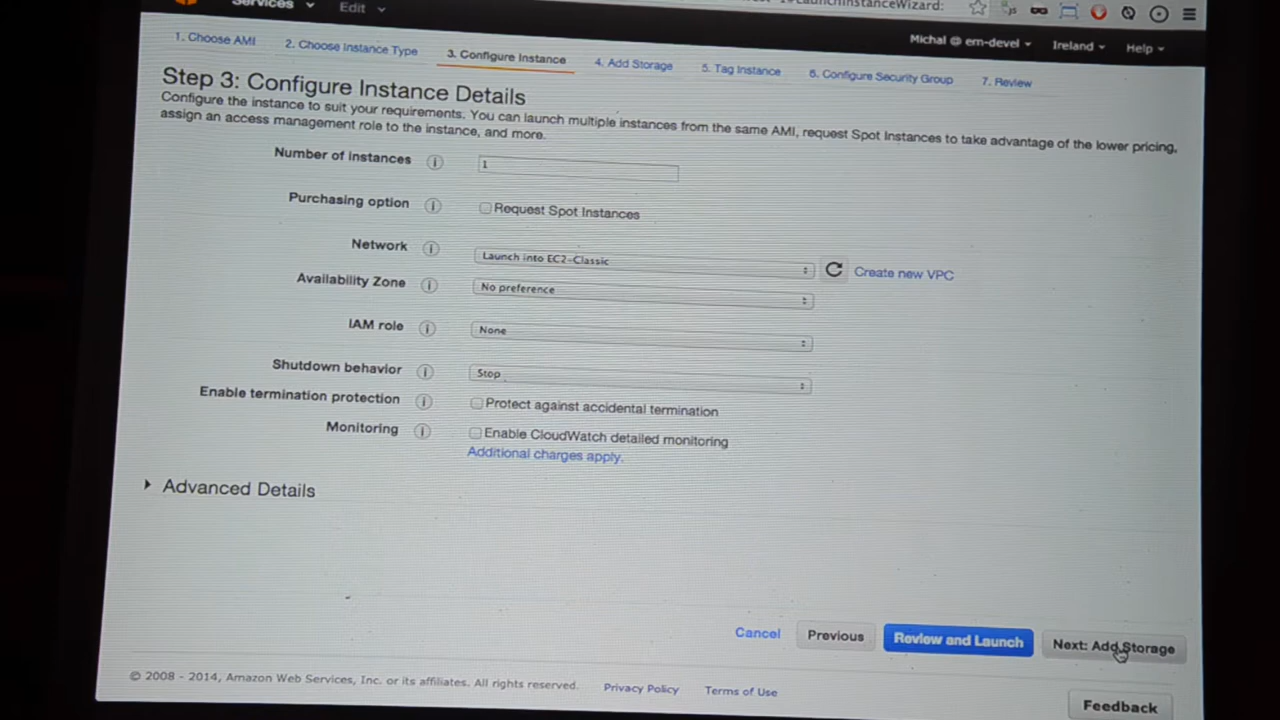 Services Edit
LaunchInstanceWizard:
Michal @ em-devel Ireland Help
1. Choose AMI 2. Choose Instance Type 3. Configure Instance 4. Add Storage 5. Tag Instance 6. Configure Security Group 7. Review
Step 3: Configure Instance Details
Configure the instance to suit your requirements. You can launch multiple instances from the same AMI, request Spot Instances to take advantage of the lower pricing,
assign an access management role to the instance, and more.
Number of instances 1
Purchasing option Request Spot Instances
Network Launch into EC2-Classic Create new VPC
Availability Zone No preference
IAM role None
Shutdown behavior Stop
Enable termination protection Protect against accidental termination
Monitoring Enable CloudWatch detailed monitoring
Additional charges apply.
Advanced Details
Cancel Previous Review and Launch Next: Add Storage
© 2008 - 2014, Amazon Web Services, Inc. or its affiliates. All rights reserved. Privacy Policy Terms of Use
Feedback